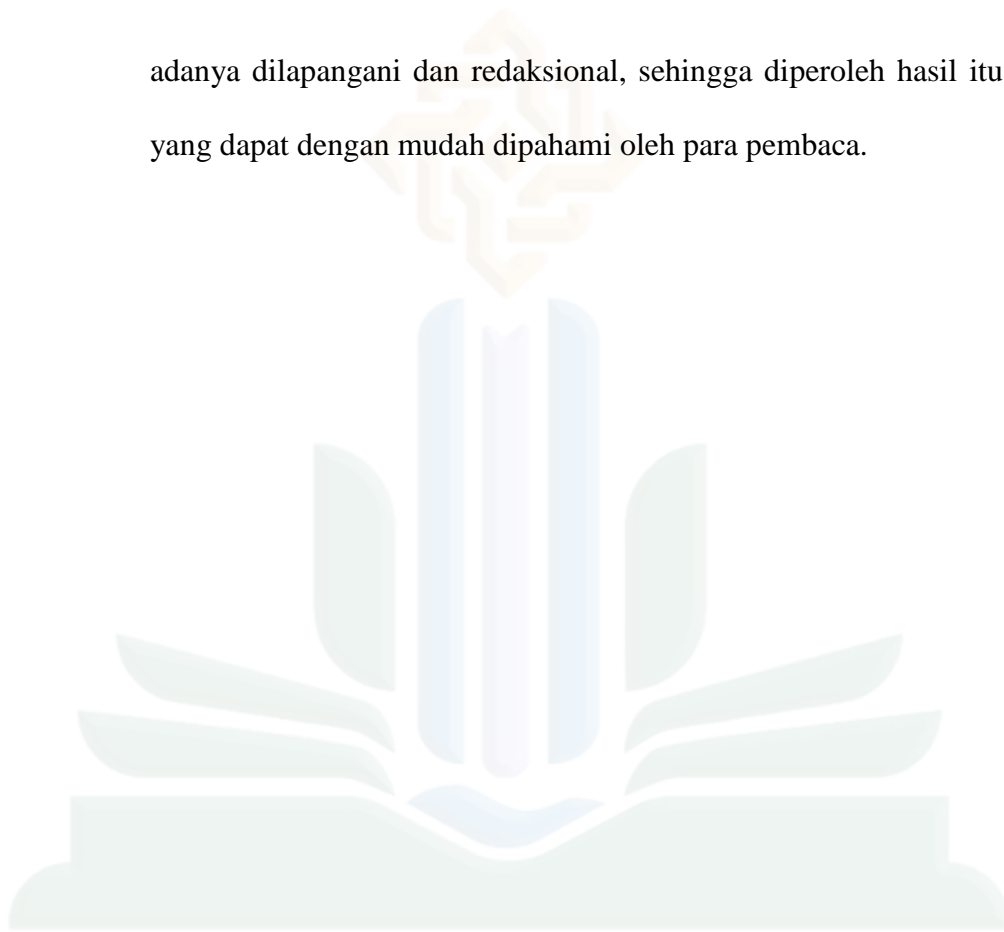 adanya dilapangani dan redaksional, sehingga diperoleh hasil itu
yang dapat dengan mudah dipahami oleh para pembaca.